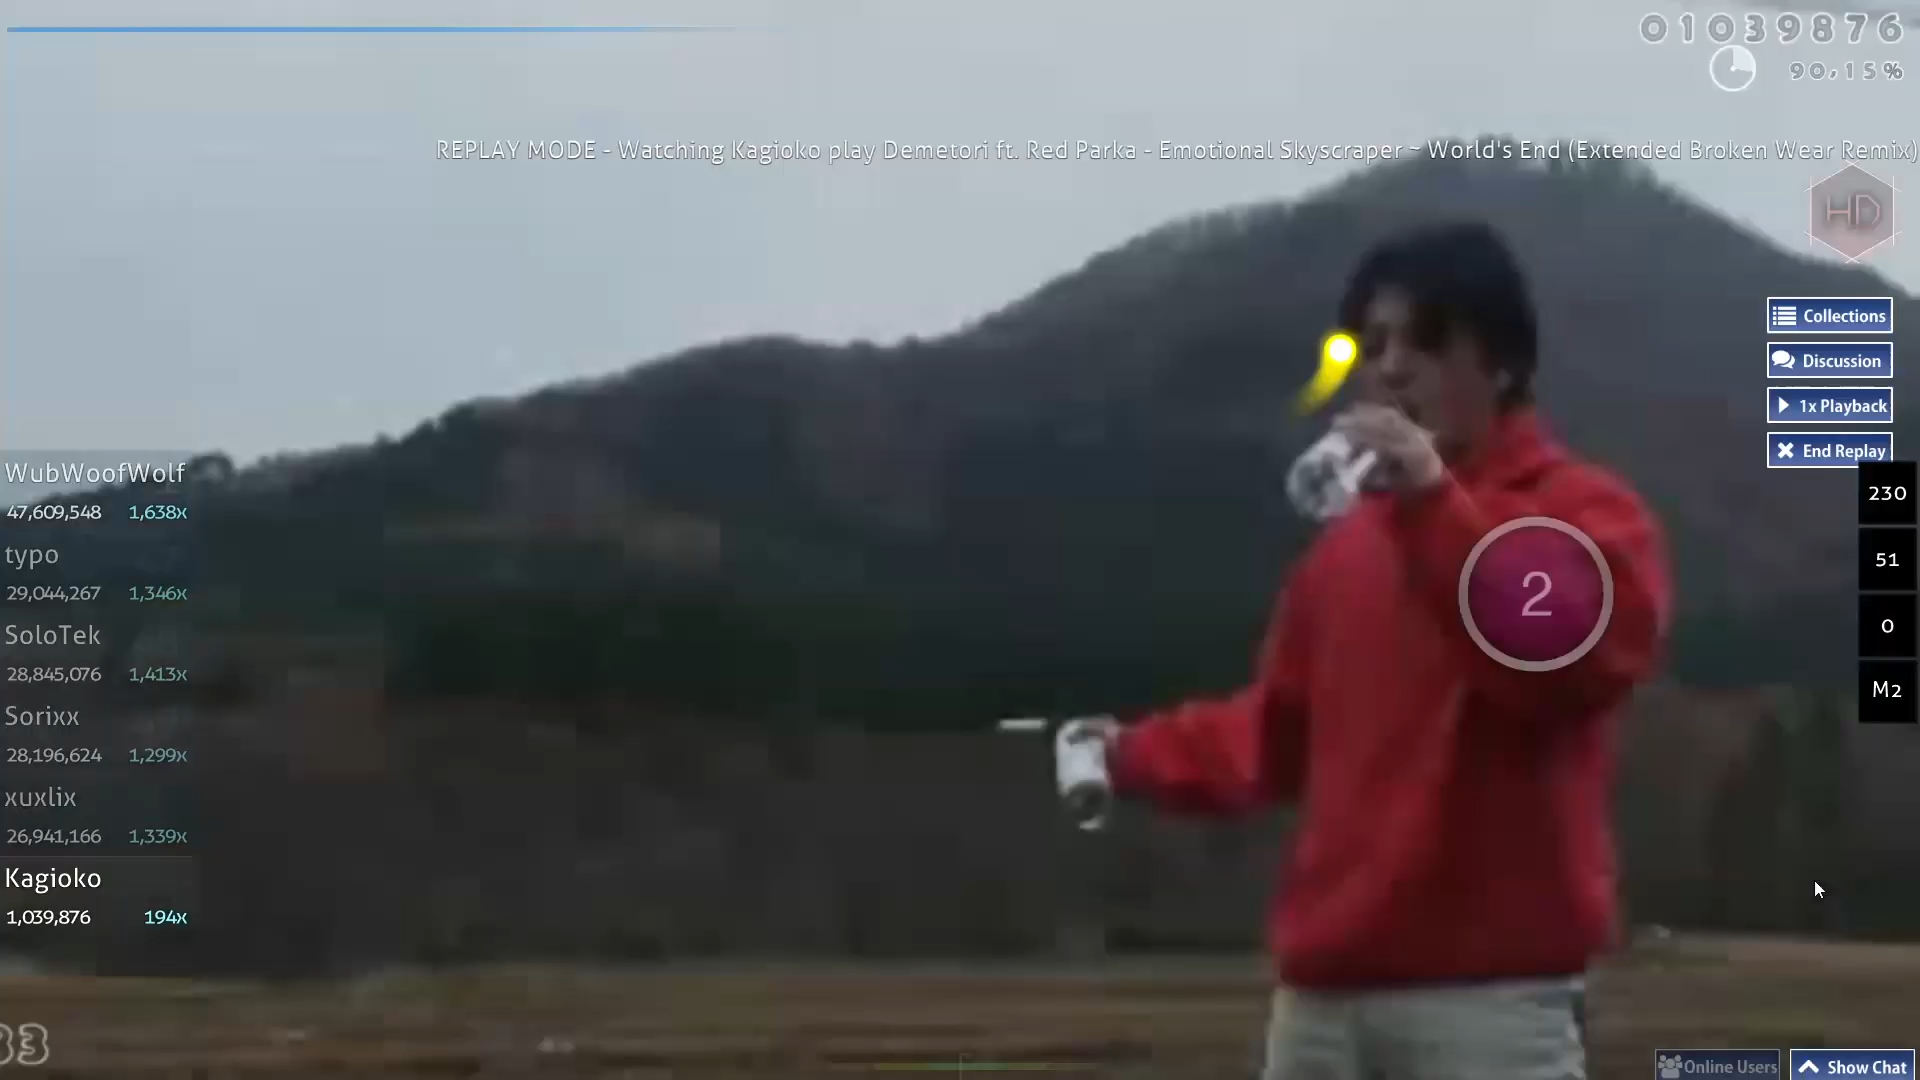 01039876
90.15%
REPLAY MODE - Watching Kagioko play Demetori ft. Red Parka - Emotional Skyscraper ~ World's End (Extended Broken Wear Remix)
HD
Collections
Discussion
1x Playback
End Replay
WubWoofWolf
47,609,548 1,638x
typo
29,044,267 1,346x
SoloTek
28,845,076 1,413x
Sorixx
28,196,624 1,299x
xuxlix
26,941,166 1,339x
Kagioko
1,039,876 194x
230
51
0
M2
2
33
Online Users
Show Chat